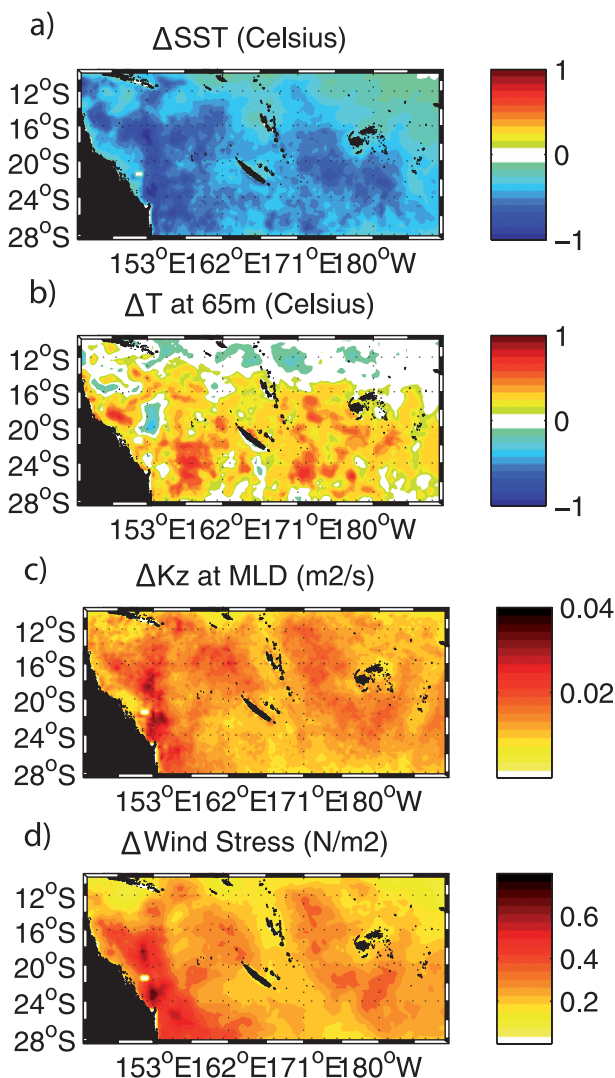 a)
ΔSST (Celsius)
12°S
16°S
20°S
24°S
28°S
153°E162°E171°E180°W
1
0
−1
b)
ΔT at 65m (Celsius)
12°S
16°S
20°S
24°S
28°S
153°E162°E171°E180°W
1
0
−1
c)
ΔKz at MLD (m2/s)
12°S
16°S
20°S
24°S
28°S
153°E162°E171°E180°W
0.04
0.02
d)
ΔWind Stress (N/m2)
12°S
16°S
20°S
24°S
28°S
153°E162°E171°E180°W
0.6
0.4
0.2